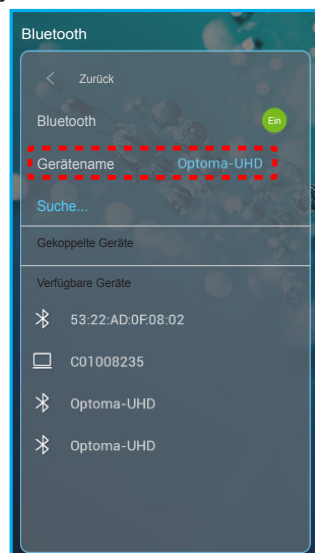 Bluetooth
Zurück
Bluetooth Ein
Gerätename Optoma-UHD
Suche...
Gekoppelte Geräte
Verfügbare Geräte
53:22:AD:0F:08:02
C01008235
Optoma-UHD
Optoma-UHD